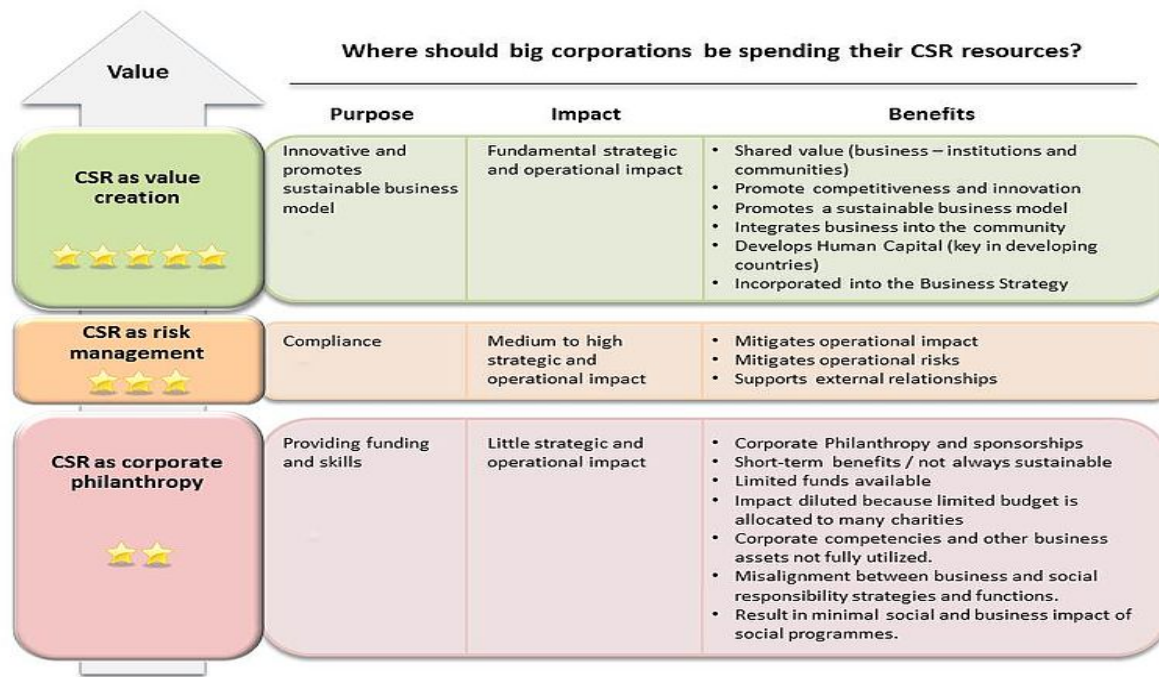 Value
Where should big corporations be spending their CSR resources?
Purpose
Impact
Benefits
CSR as value
creation
Innovative and
promotes
sustainable business
model
Fundamental strategic
and operational impact
• Shared value (business – institutions and
communities)
• Promote competitiveness and innovation
• Promotes a sustainable business model
• Integrates business into the community
• Develops Human Capital (key in developing
countries)
• Incorporated into the Business Strategy
CSR as risk
management
Compliance
Medium to high
strategic and
operational impact
• Mitigates operational impact
• Mitigates operational risks
• Supports external relationships
CSR as corporate
philanthropy
Providing funding
and skills
Little strategic and
operational impact
• Corporate Philanthropy and sponsorships
• Short-term benefits / not always sustainable
• Limited funds available
• Impact diluted because limited budget is
allocated to many charities
• Corporate competencies and other business
assets not fully utilized.
• Misalignment between business and social
responsibility strategies and functions.
• Result in minimal social and business impact of
social programmes.